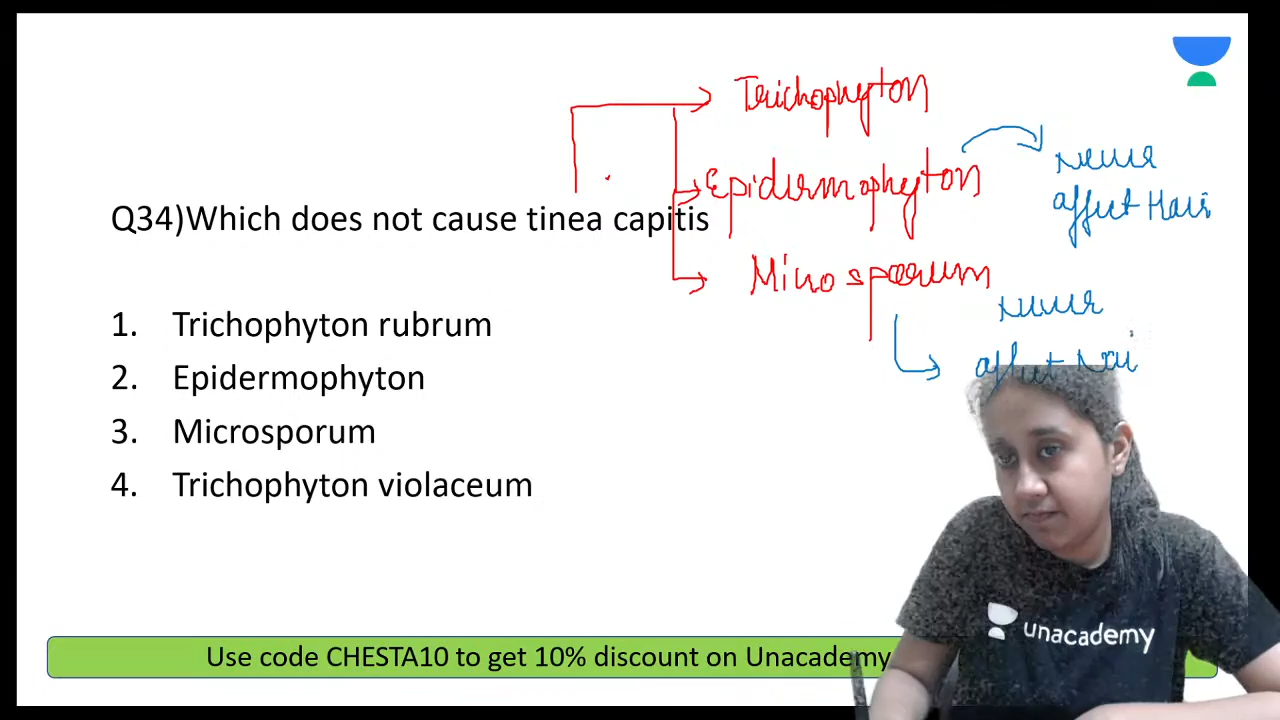 Trichophyton
Epidermophyton
Never
affect Hair
Q34)Which does not cause tinea capitis
Microsporum
Never
affect Nai
1. Trichophyton rubrum
2. Epidermophyton
3. Microsporum
4. Trichophyton violaceum
unacademy
Use code CHESTA10 to get 10% discount on Unacademy